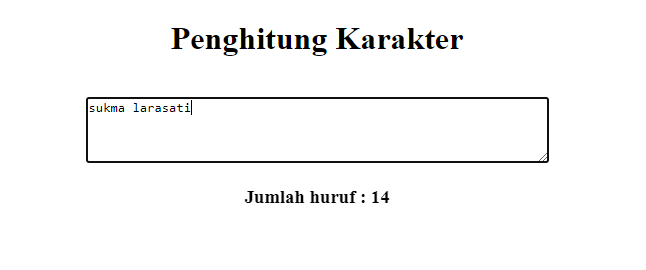 Penghitung Karakter
sukma larasati
Jumlah huruf : 14